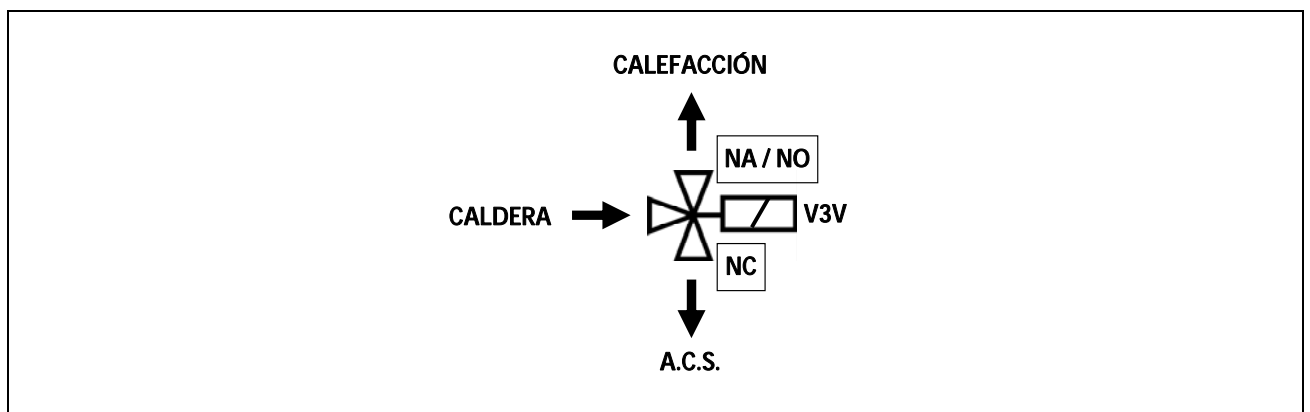 CALEFACCIÓN
NA / NO
CALDERA
V3V
NC
A.C.S.